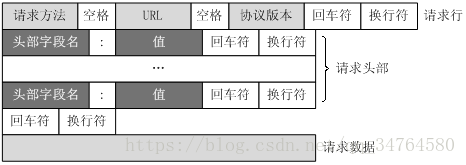 请求方法 空格 URL 空格 协议版本 回车符 换行符 请求行
头部字段名 : 值 回车符 换行符
... 请求头部
头部字段名 : 值 回车符 换行符
回车符 换行符
请求数据